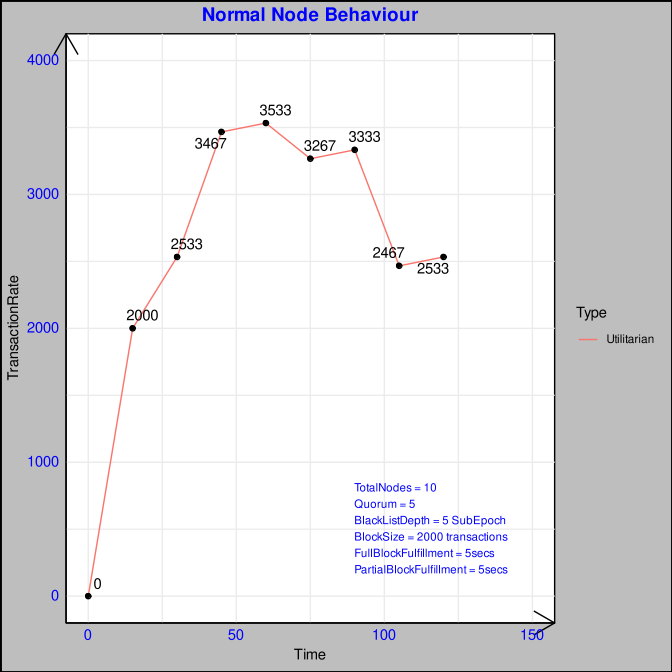 Normal Node Behaviour
4000
3000
2000
1000
0
TransactionRate
0
2000
2533
3467
3533
3267
3333
2467
2533
TotalNodes = 10
Quorum = 5
BlackListDepth = 5 SubEpoch
BlockSize = 2000 transactions
FullBlockFulfillment = 5secs
PartialBlockFulfillment = 5secs
0
50
100
150
Time
Type
Utilitarian